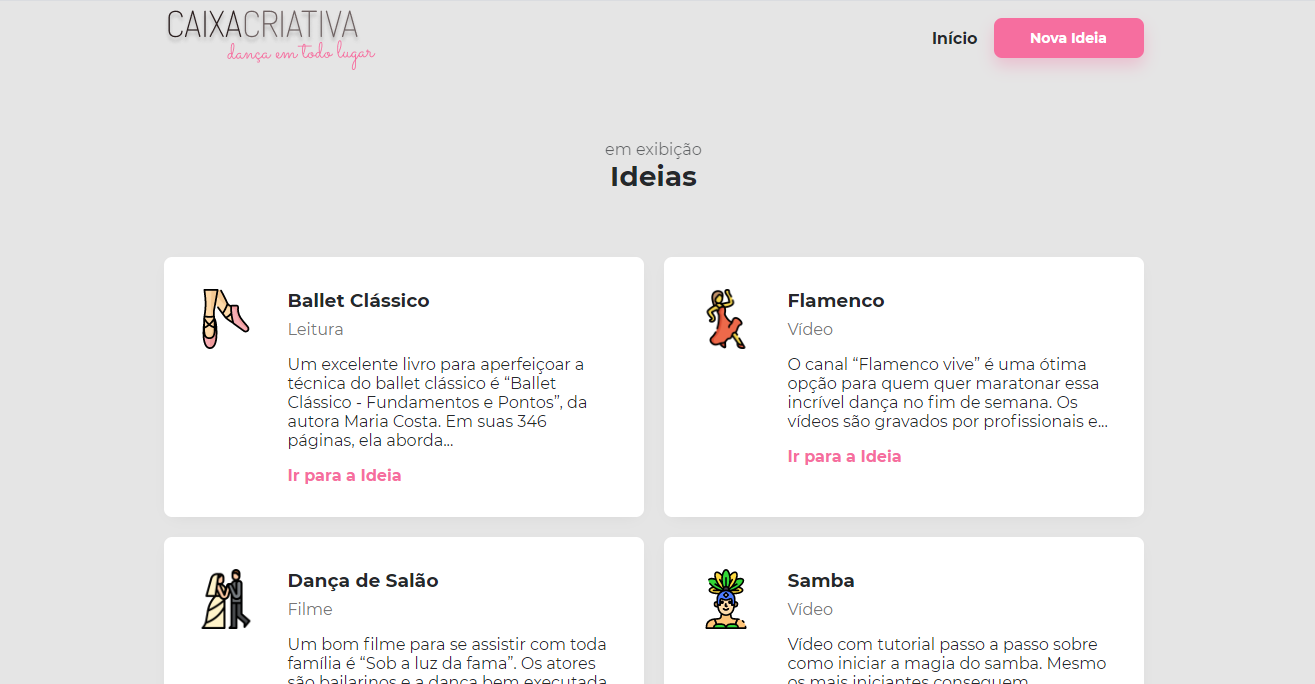 CAIXACRIATIVA
dança em todo lugar
Início
Nova Ideia
em exibição
Ideias
Ballet Clássico
Leitura
Um excelente livro para aperfeiçoar a
técnica do ballet clássico é “Ballet
Clássico - Fundamentos e Pontos”, da
autora Maria Costa. Em suas 346
páginas, ela aborda...
Ir para a Ideia
Flamenco
Vídeo
O canal “Flamenco vive” é uma ótima
opção para quem quer maratonar essa
incrível dança no fim de semana. Os
vídeos são gravados por profissionais e...
Ir para a Ideia
Dança de Salão
Filme
Um bom filme para se assistir com toda
família é “Sob a luz da fama”. Os atores
são bailarinos e a dança bem executada
Samba
Vídeo
Vídeo com tutorial passo a passo sobre
como iniciar a magia do samba. Mesmo
os mais iniciantes conseguem